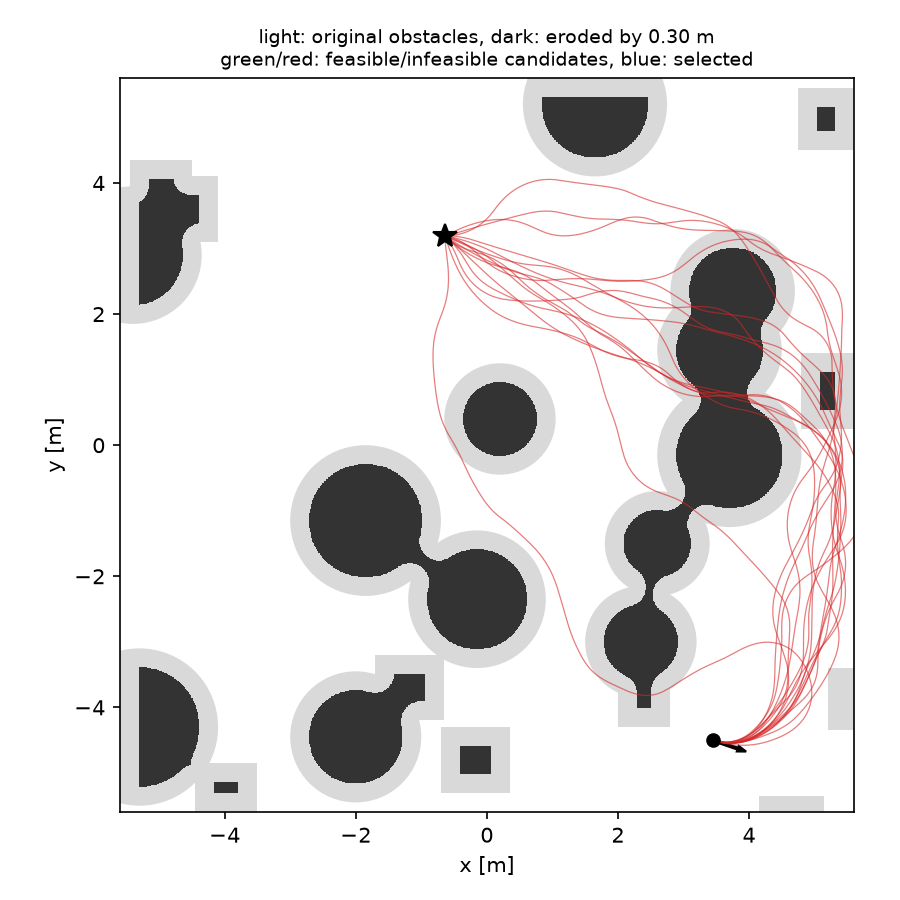 light: original obstacles, dark: eroded by 0.30 m
green/red: feasible/infeasible candidates, blue: selected
4
2
0
−2
−4
y [m]
−4
−2
0
2
4
x [m]